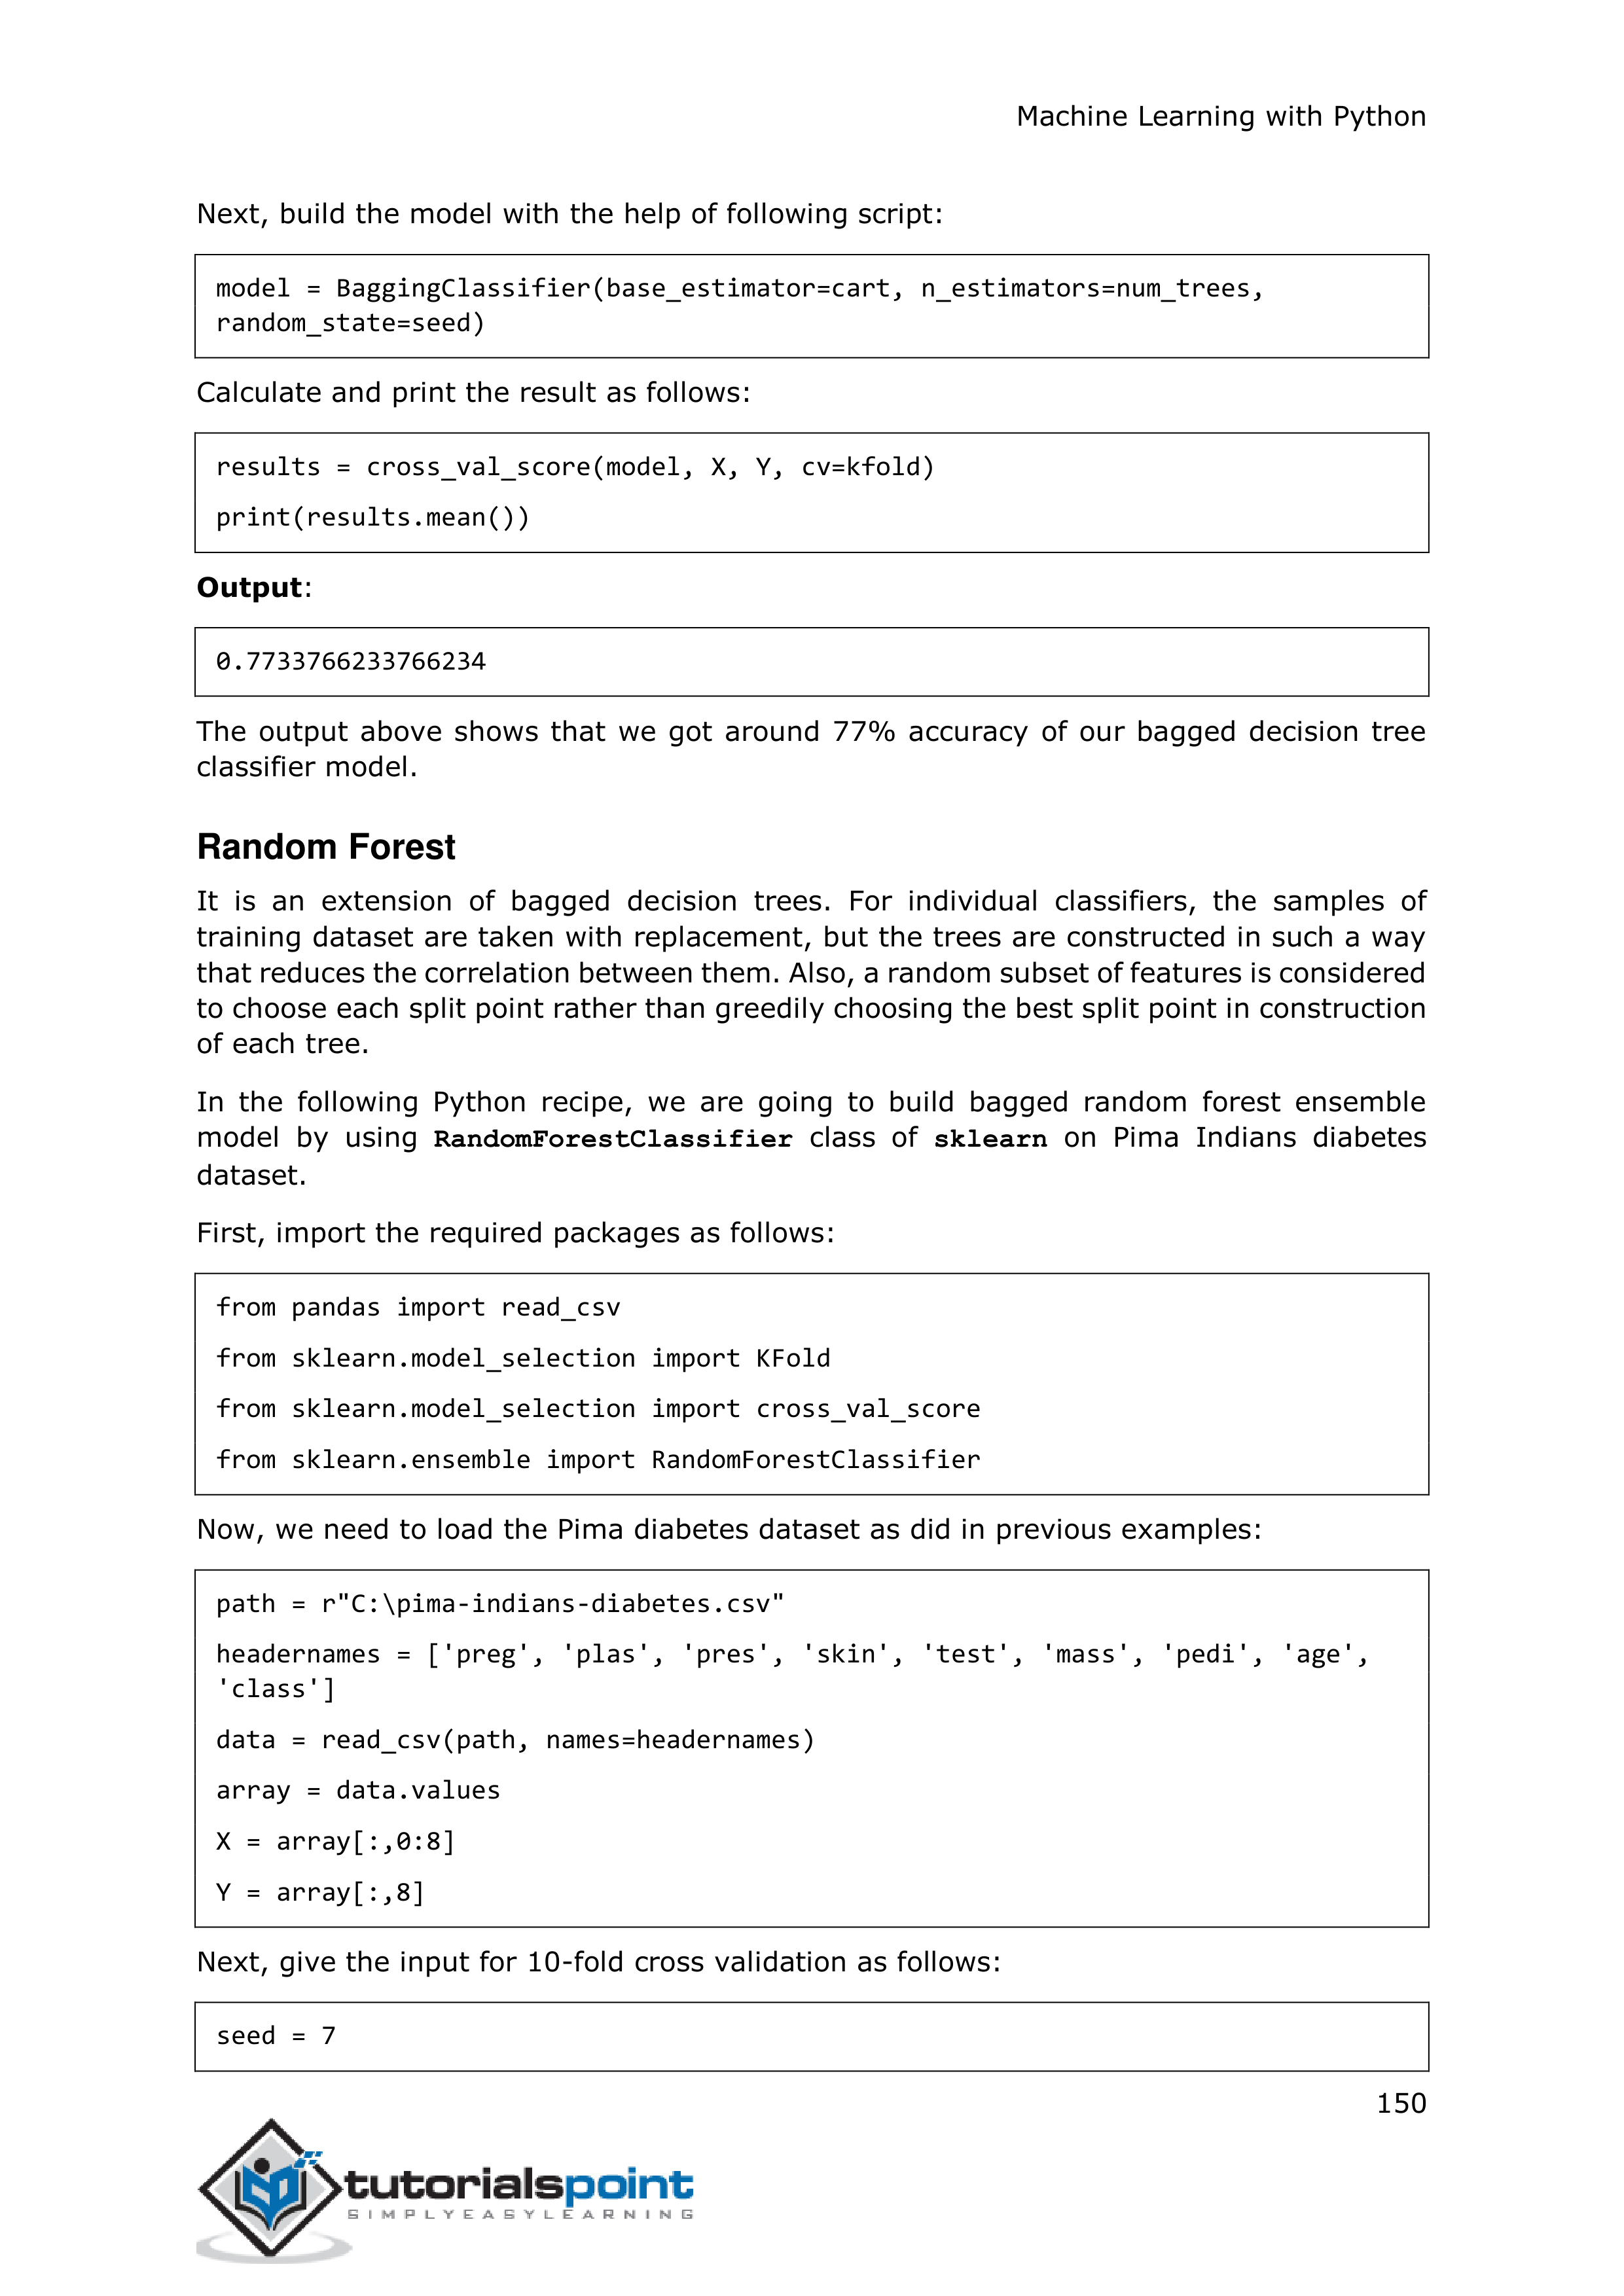 Machine Learning with Python
Next, build the model with the help of following script:
model = BaggingClassifier(base_estimator=cart, n_estimators=num_trees,
random_state=seed)
Calculate and print the result as follows:
results = cross_val_score(model, X, Y, cv=kfold)
print(results.mean())
Output:
0.7733766233766234
The output above shows that we got around 77% accuracy of our bagged decision tree
classifier model.
Random Forest
It is an extension of bagged decision trees. For individual classifiers, the samples of
training dataset are taken with replacement, but the trees are constructed in such a way
that reduces the correlation between them. Also, a random subset of features is considered
to choose each split point rather than greedily choosing the best split point in construction
of each tree.
In the following Python recipe, we are going to build bagged random forest ensemble
model by using RandomForestClassifier class of sklearn on Pima Indians diabetes
dataset.
First, import the required packages as follows:
from pandas import read_csv
from sklearn.model_selection import KFold
from sklearn.model_selection import cross_val_score
from sklearn.ensemble import RandomForestClassifier
Now, we need to load the Pima diabetes dataset as did in previous examples:
path = r"C:\pima-indians-diabetes.csv"
headernames = ['preg', 'plas', 'pres', 'skin', 'test', 'mass', 'pedi', 'age',
'class']
data = read_csv(path, names=headernames)
array = data.values
X = array[:,0:8]
Y = array[:,8]
Next, give the input for 10-fold cross validation as follows:
seed = 7
150
tutorialspoint
SIMPLYEASYLEARNING